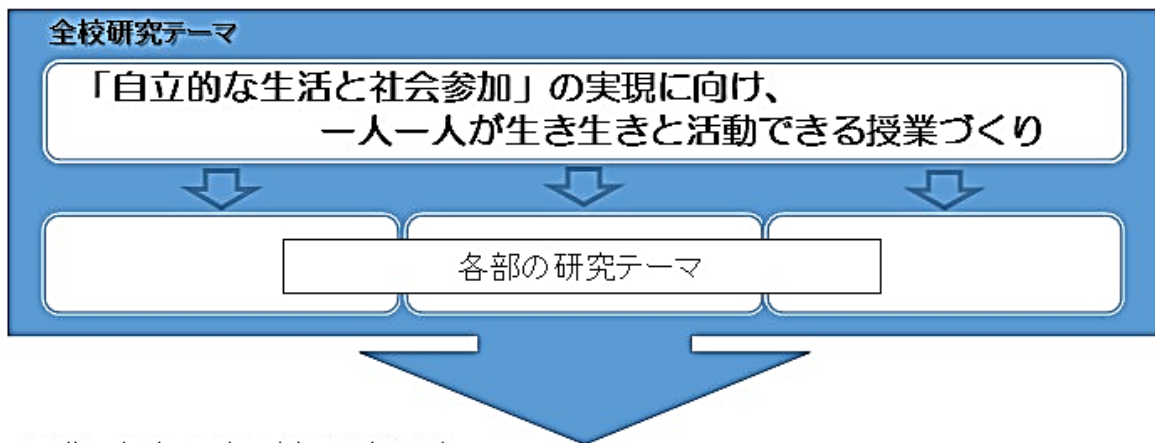 全校研究テーマ
「自立的な生活と社会参加」の実現に向け、
一人一人が生き生きと活動できる授業づくり
各部の研究テーマ